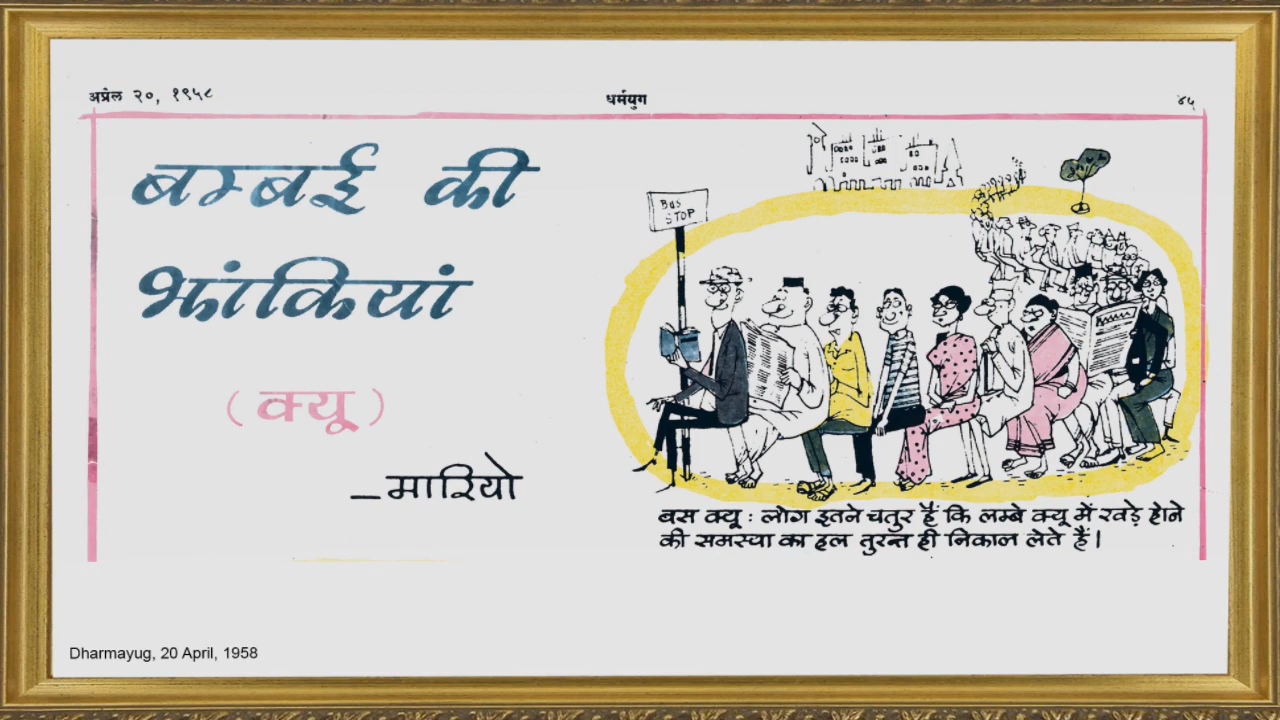 अप्रैल २०, १९५८
धर्मयुग
४५
बम्बई की
झांकियां
(क्यू)
—मारियो
BUS
STOP
बस क्यू : लोग इतने चतुर हैं कि लम्बे क्यू में खड़े होने
की समस्या का हल तुरन्त ही निकाल लेते हैं।
Dharmayug, 20 April, 1958